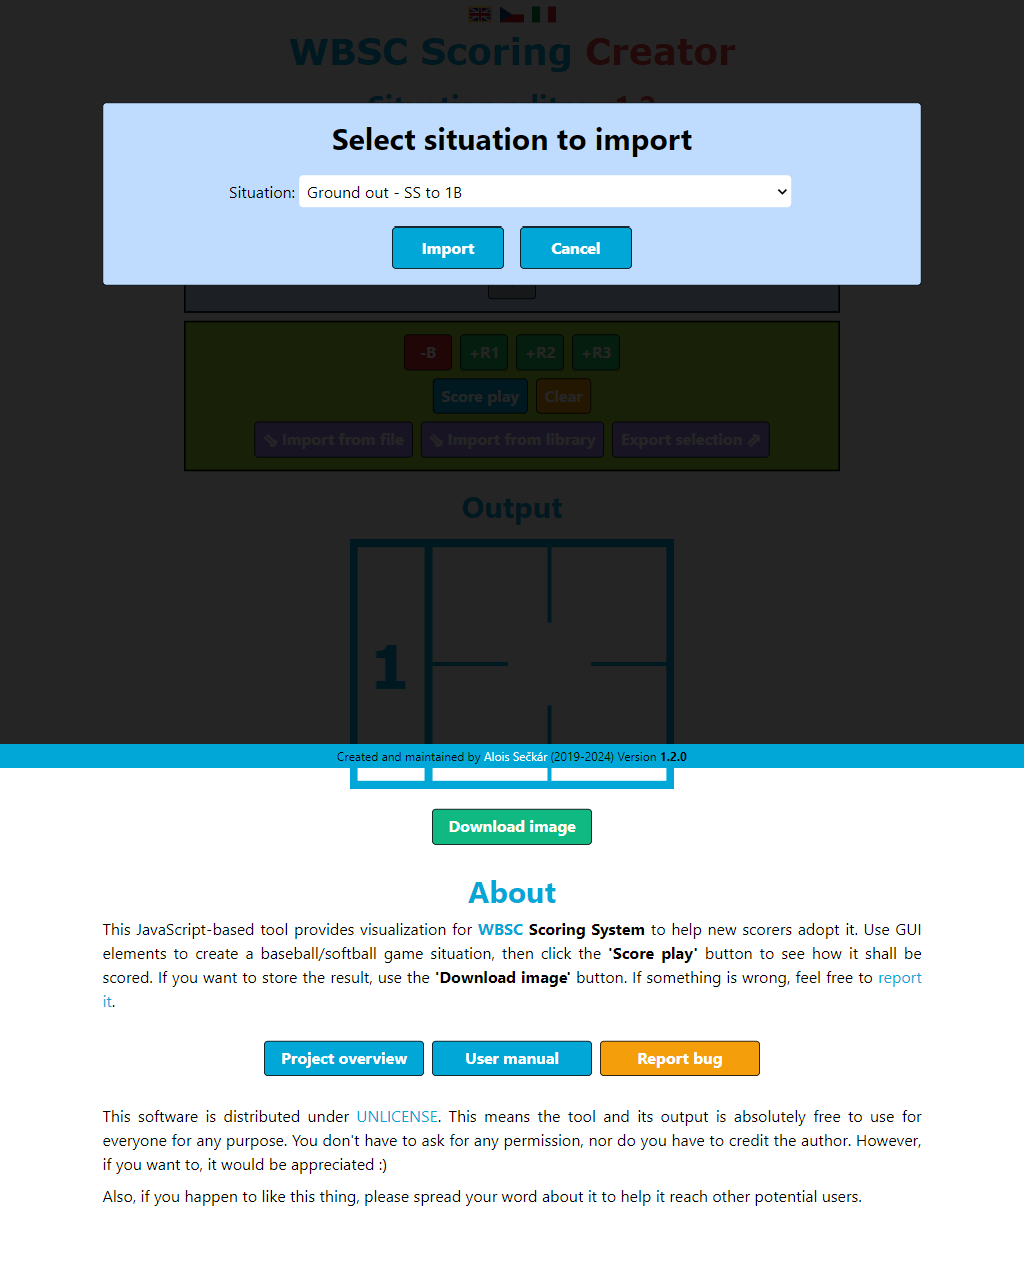 WBSC Scoring Creator
Select situation to import
Situation: Ground out - SS to 1B
Import Cancel
-B +R1 +R2 +R3
Score play Clear
⇘ Import from file ⇘ Import from library Export selection ⇗
Output
1
Created and maintained by Alois Sečkár (2019-2024) Version 1.2.0
Download image
About
This JavaScript-based tool provides visualization for WBSC Scoring System to help new scorers adopt it. Use GUI
elements to create a baseball/softball game situation, then click the 'Score play' button to see how it shall be
scored. If you want to store the result, use the 'Download image' button. If something is wrong, feel free to report
it.
Project overview User manual Report bug
This software is distributed under UNLICENSE. This means the tool and its output is absolutely free to use for
everyone for any purpose. You don't have to ask for any permission, nor do you have to credit the author. However,
if you want to, it would be appreciated :)
Also, if you happen to like this thing, please spread your word about it to help it reach other potential users.